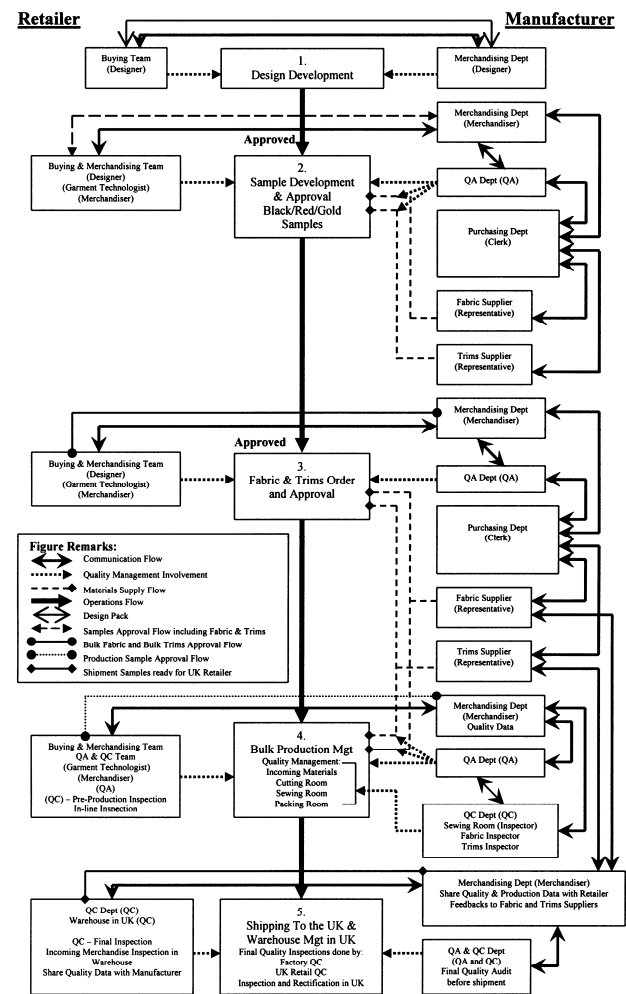 Retailer
Manufacturer
Buying Team
(Designer)
1.
Design Development
Merchandising Dept
(Designer)
Approved
Merchandising Dept
(Merchandiser)
Buying & Merchandising Team
(Designer)
(Garment Technologist)
(Merchandiser)
2.
Sample Development
& Approval
Black/Red/Gold
Samples
QA Dept (QA)
Purchasing Dept
(Clerk)
Fabric Supplier
(Representative)
Trims Supplier
(Representative)
Approved
Merchandising Dept
(Merchandiser)
Buying & Merchandising Team
(Designer)
(Garment Technologist)
(Merchandiser)
3.
Fabric & Trims Order
and Approval
QA Dept (QA)
Purchasing Dept
(Clerk)
Fabric Supplier
(Representative)
Trims Supplier
(Representative)
Figure Remarks:
Communication Flow
Quality Management Involvement
Materials Supply Flow
Operations Flow
Design Pack
Samples Approval Flow including Fabric & Trims
Bulk Fabric and Bulk Trims Approval Flow
Production Sample Approval Flow
Shipment Samples ready for UK Retailer
Merchandising Dept
(Merchandiser)
Quality Data
Buying & Merchandising Team
QA & QC Team
(Garment Technologist)
(Merchandiser)
(QA)
(QC) – Pre-Production Inspection
In-line Inspection
4.
Bulk Production Mgt
Quality Management:
Incoming Materials
Cutting Room
Sewing Room
Packing Room
QA Dept (QA)
QC Dept (QC)
Sewing Room (Inspector)
Fabric Inspector
Trims Inspector
Merchandising Dept (Merchandiser)
Share Quality & Production Data with Retailer
Feedbacks to Fabric and Trims Suppliers
QC Dept (QC)
Warehouse in UK (QC)
QC – Final Inspection
Incoming Merchandise Inspection in
Warehouse
Share Quality Data with Manufacturer
5.
Shipping To the UK &
Warehouse Mgt in UK
Final Quality Inspections done by:
Factory QC
UK Retail QC
Inspection and Rectification in UK
QA & QC Dept
(QA and QC)
Final Quality Audit
before shipment